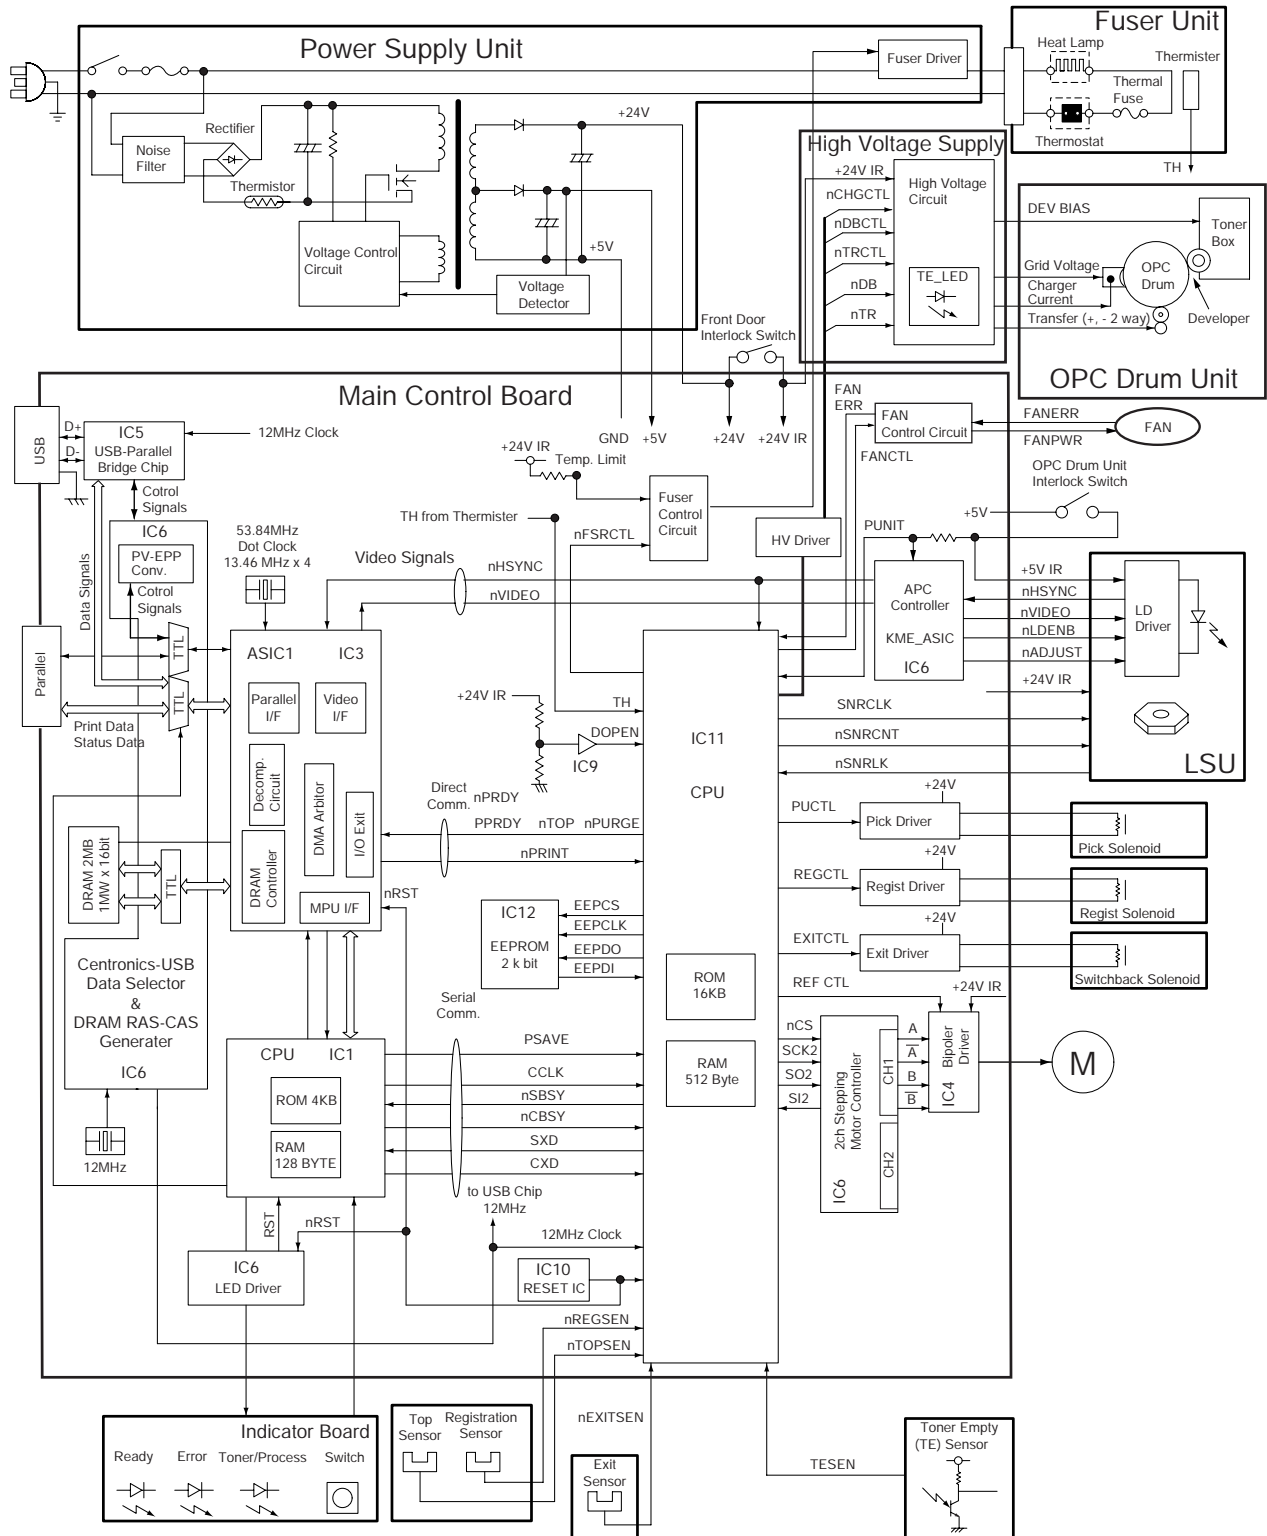 Power Supply Unit
Fuser Driver
Noise
Filter
Rectifier
Thermistor
Voltage Control
Circuit
+24V
+5V
Voltage
Detector
Fuser Unit
Heat Lamp
Thermister
Thermal
Fuse
Thermostat
TH
High Voltage Supply
+24V IR
nCHGCTL
nDBCTL
nTRCTL
nDB
nTR
High Voltage
Circuit
TE_LED
DEV BIAS
Grid Voltage
Charger
Current
Transfer (+, - 2 way)
Toner
Box
OPC
Drum
Developer
OPC Drum Unit
Front Door
Interlock Switch
Main Control Board
USB
D+
D-
IC5
USB-Parallel
Bridge Chip
12MHz Clock
GND
+5V
+24V
+24V IR
FAN
ERR
FAN
Control Circuit
FANCTL
FANERR
FANPWR
FAN
+24V IR
Temp. Limit
Fuser
Control
Circuit
TH from Thermister
nFSRCTL
HV Driver
OPC Drum Unit
Interlock Switch
+5V
PUNIT
Cotrol
Signals
IC6
PV-EPP
Conv.
Cotrol
Signals
Data Signals
53.84MHz
Dot Clock
13.46 MHz x 4
Video Signals
nHSYNC
nVIDEO
APC
Controller
KME_ASIC
IC6
+5V IR
nHSYNC
nVIDEO
nLDENB
nADJUST
+24V IR
LD
Driver
LSU
Parallel
TTL
TTL
Print Data
Status Data
ASIC1
IC3
Parallel
I/F
Video
I/F
Decomp.
Circuit
DMA Arbitor
I/O Exit
DRAM
Controller
MPU I/F
nRST
+24V IR
TH
DOPEN
IC9
IC11
CPU
SNRCLK
nSNRCNT
nSNRLK
Direct
Comm.
nPRDY
PPRDY
nTOP
nPURGE
nPRINT
PUCTL
+24V
Pick Driver
Pick Solenoid
REGCTL
+24V
Regist Driver
Regist Solenoid
EXITCTL
+24V
Exit Driver
Switchback Solenoid
DRAM 2MB
1MW x 16bit
TTL
IC12
EEPROM
2 k bit
EEPCS
EEPCLK
EEPDO
EEPDI
ROM
16KB
RAM
512 Byte
REF CTL
+24V IR
nCS
SCK2
SO2
SI2
2ch Stepping
Motor Controller
IC6
CH1
CH2
A
A
B
B
Bipoler
Driver
IC4
M
Centronics-USB
Data Selector
&
DRAM RAS-CAS
Generater
IC6
12MHz
CPU
IC1
ROM 4KB
RAM
128 BYTE
Serial
Comm.
PSAVE
CCLK
nSBSY
nCBSY
SXD
CXD
to USB Chip
12MHz
12MHz Clock
RST
nRST
IC6
LED Driver
IC10
RESET IC
nREGSEN
nTOPSEN
Indicator Board
Ready
Error
Toner/Process
Switch
Top
Sensor
Registration
Sensor
nEXITSEN
Exit
Sensor
TESEN
Toner Empty
(TE) Sensor